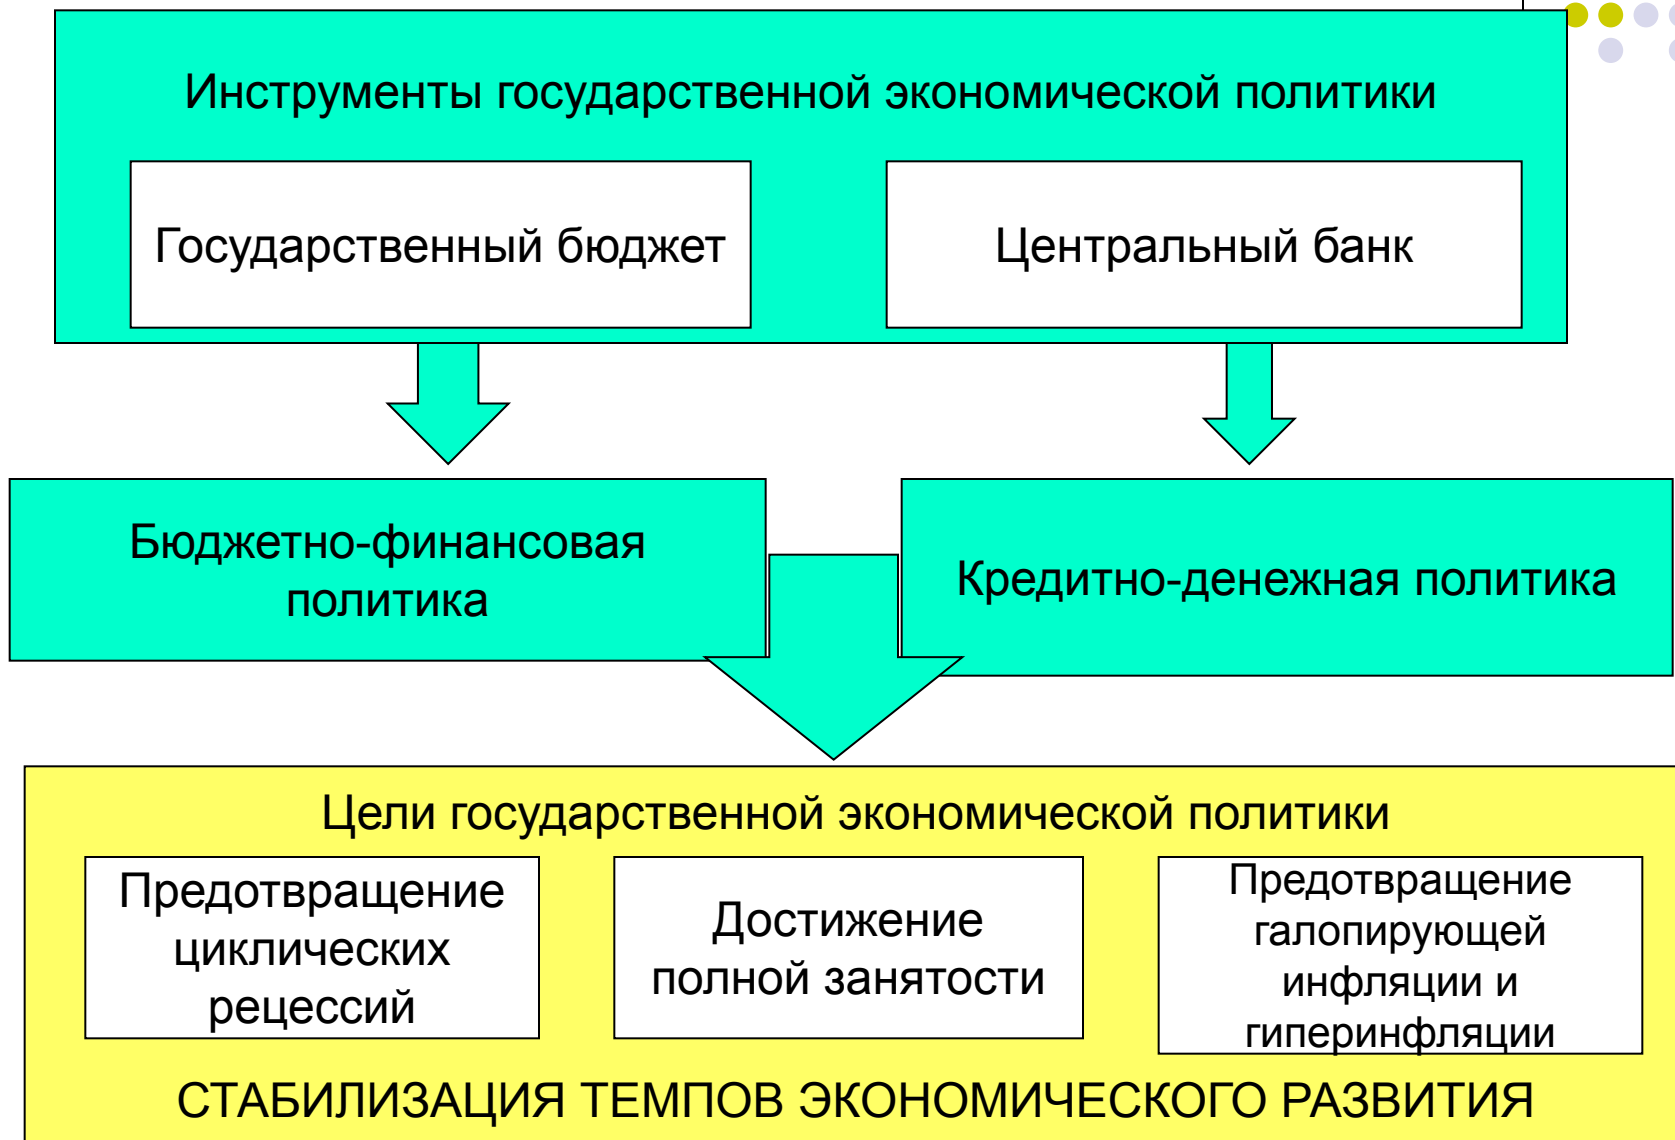 Инструменты государственной экономической политики
Государственный бюджет
Центральный банк
Бюджетно-финансовая
политика
Кредитно-денежная политика
Цели государственной экономической политики
Предотвращение
циклических
рецессий
Достижение
полной занятости
Предотвращение
галопирующей
инфляции и
гиперинфляции
СТАБИЛИЗАЦИЯ ТЕМПОВ ЭКОНОМИЧЕСКОГО РАЗВИТИЯ